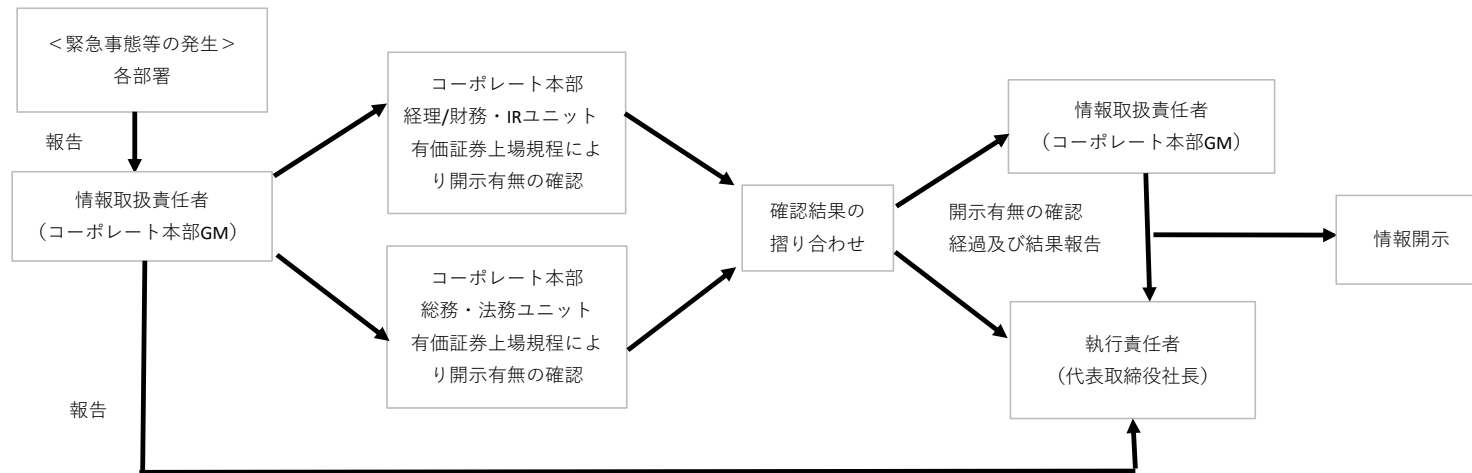 ＜緊急事態等の発生＞
各部署
報告
情報取扱責任者
（コーポレート本部GM）
コーポレート本部
経理/財務・IRユニット
有価証券上場規程によ
り開示有無の確認
コーポレート本部
総務・法務ユニット
有価証券上場規程によ
り開示有無の確認
確認結果の
摺り合わせ
情報取扱責任者
（コーポレート本部GM）
開示有無の確認
経過及び結果報告
情報開示
執行責任者
（代表取締役社長）
報告